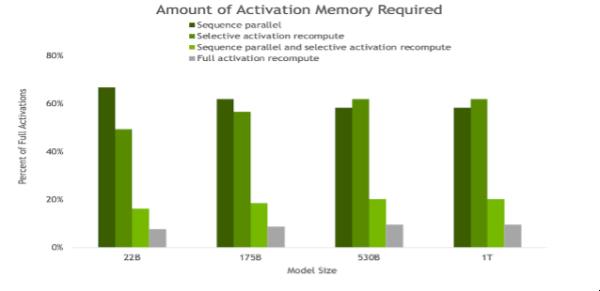 Amount of Activation Memory Required
Sequence parallel
Selective activation recompute
Sequence parallel and selective activation recompute
Full activation recompute
80%
60%
40%
20%
0%
Percent of Full Activations
22B
175B
530B
1T
Model Size